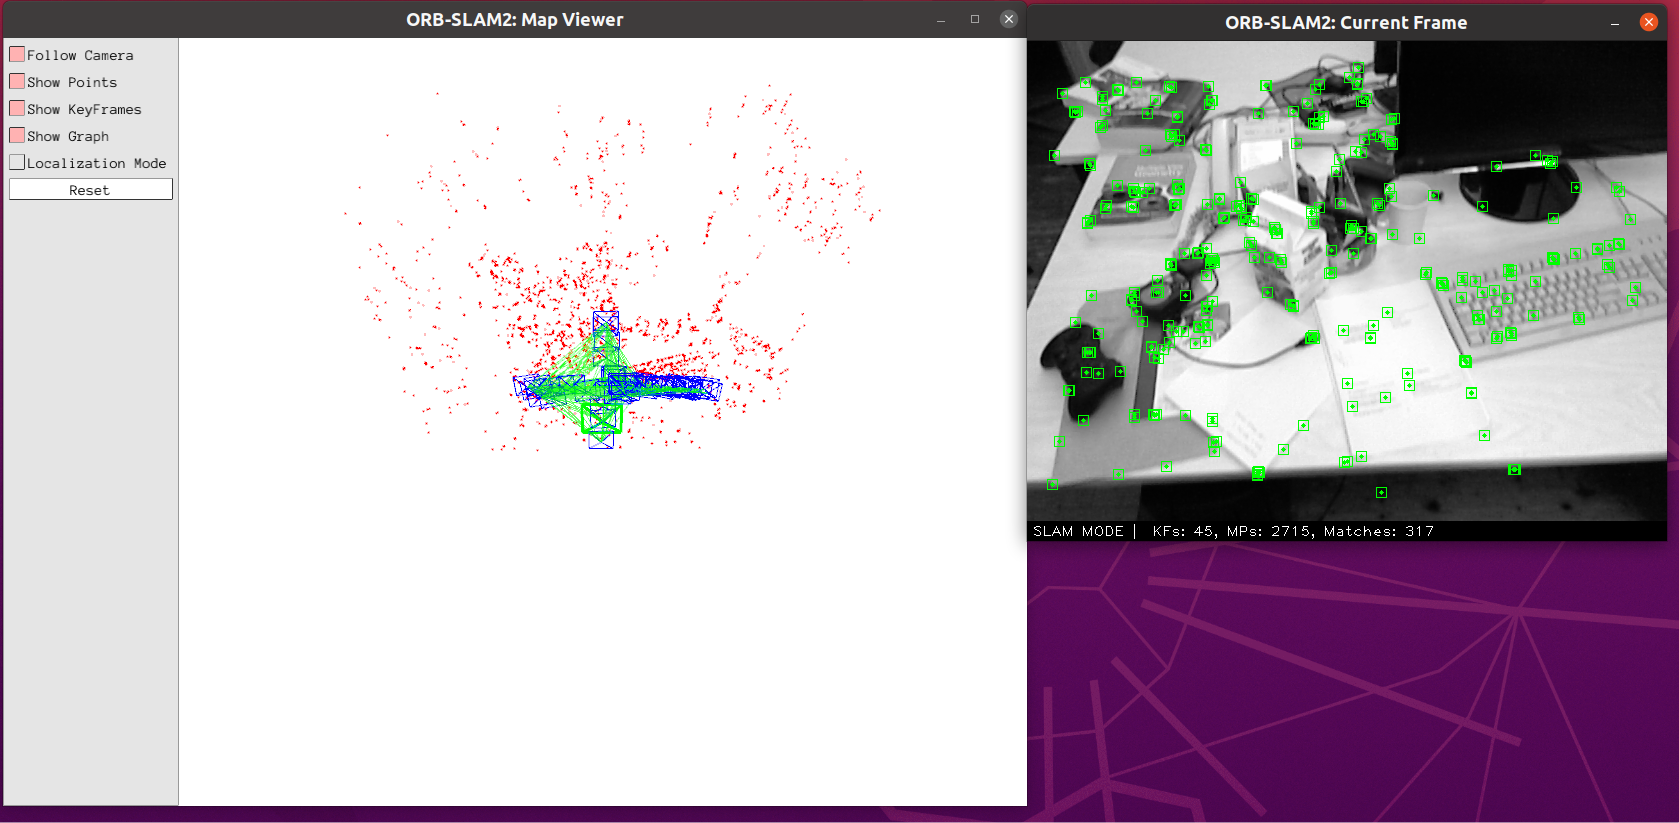 ORB-SLAM2: Map Viewer
Follow Camera
Show Points
Show KeyFrames
Show Graph
Localization Mode
Reset
ORB-SLAM2: Current Frame
SLAM MODE | KFs: 45, MPs: 2715, Matches: 317